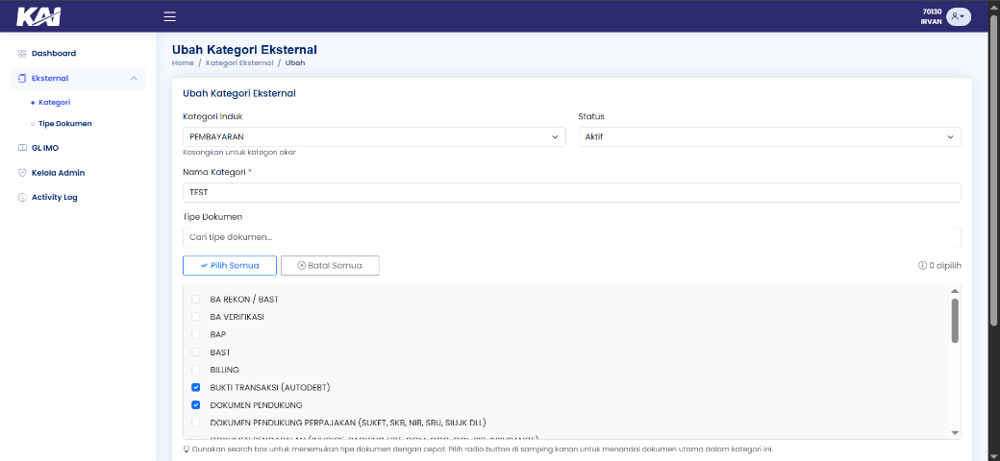 KAI
70130
IRVAN
Dashboard
Eksternal
Kategori
Tipe Dokumen
GL IMO
Kelola Admin
Activity Log
Ubah Kategori Eksternal
Home / Kategori Eksternal / Ubah
Ubah Kategori Eksternal
Kategori Induk
Status
PEMBAYARAN
Aktif
Kosongkan untuk kategori akar
Nama Kategori *
TEST
Tipe Dokumen
Cari tipe dokumen...
Pilih Semua
Batal Semua
0 dipilih
BA REKON / BAST
BA VERIFIKASI
BAP
BAST
BILLING
BUKTI TRANSAKSI (AUTODEBT)
DOKUMEN PENDUKUNG
DOKUMEN PENDUKUNG PERPAJAKAN (SUKET, SKB, NIB, SBU, SIUJK DLL)
Gunakan search box untuk menemukan tipe dokumen dengan cepat. Pilih radio button di samping kanan untuk menandai dokumen utama dalam kategori ini.